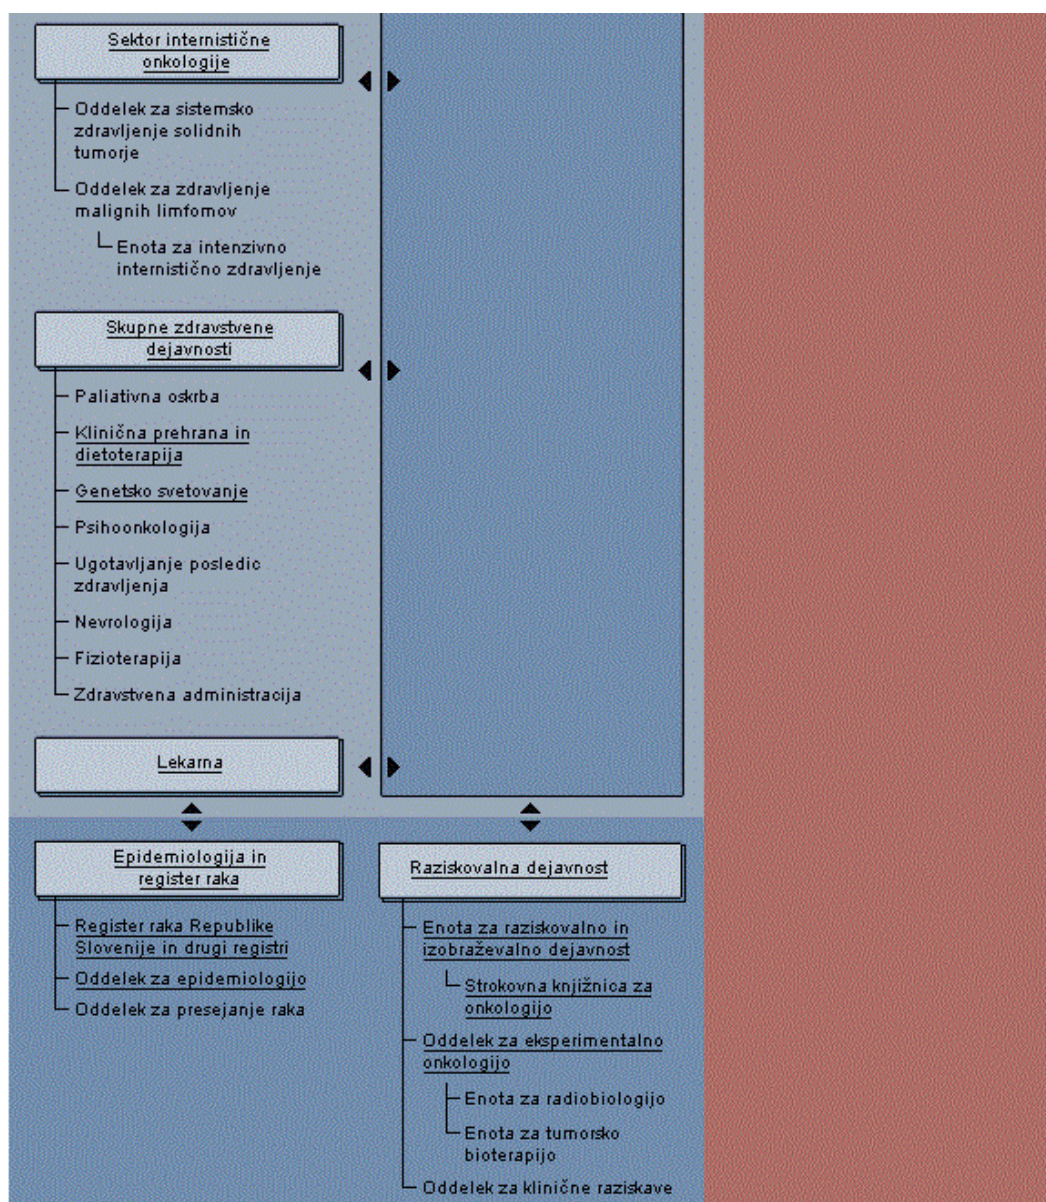 Sektor internistične
onkologije
Oddelek za sistemsko
zdravljenje solidnih
tumorje
Oddelek za zdravljenje
malignih limfomov
Enota za intenzivno
internistično zdravljenje
Skupne zdravstvene
dejavnosti
Paliativna oskrba
Klinična prehrana in
dietoterapija
Genetsko svetovanje
Psihoonkologija
Ugotavljanje posledic
zdravljenja
Nevrologija
Fizioterapija
Zdravstvena administracija
Lekarna
Epidemiologija in
register raka
Register raka Republike
Slovenije in drugi registri
Oddelek za epidemiologijo
Oddelek za presejanje raka
Raziskovalna dejavnost
Enota za raziskovalno in
izobraževalno dejavnost
Strokovna knjižnica za
onkologijo
Oddelek za eksperimentalno
onkologijo
Enota za radiobiologijo
Enota za tumorsko
bioterapijo
Oddelek za klinične raziskave